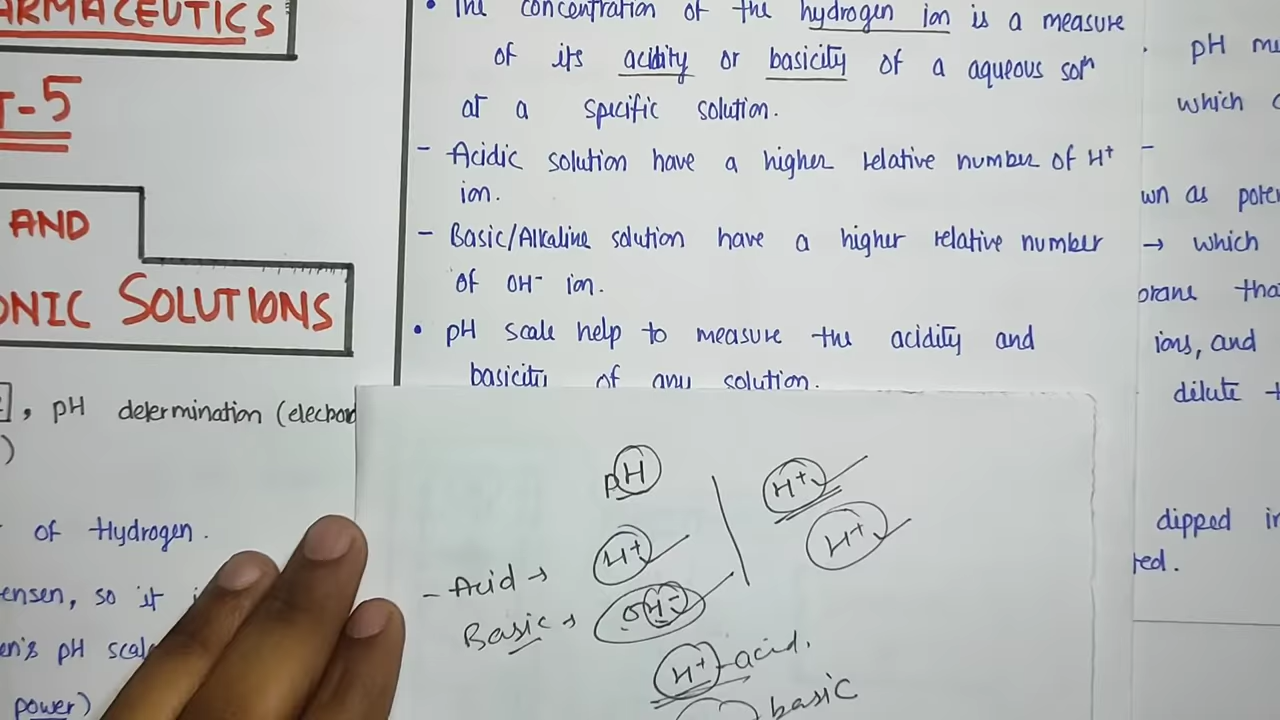 ARMACEUTICS
T-5
AND
ONIC SOLUTIONS
, pH determination (electro
)
of Hydrogen.
ensen, so it
en's pH scal
power)
• The concentration of the hydrogen ion is a measure
of its acidity or basicity of a aqueous soln
at a specific solution.
- Acidic solution have a higher relative number of H+
ion.
- Basic/Alkaline solution have a higher relative number
of OH- ion.
• pH scale help to measure the acidity and
basicity of any solution.
pH
H+
H+
- Acid → H+
Basic → OH-
H+ - acid.
basic
pH me
which
-
wn as poten
→ which
brane tha
ions, and
dilute
dipped in
red.